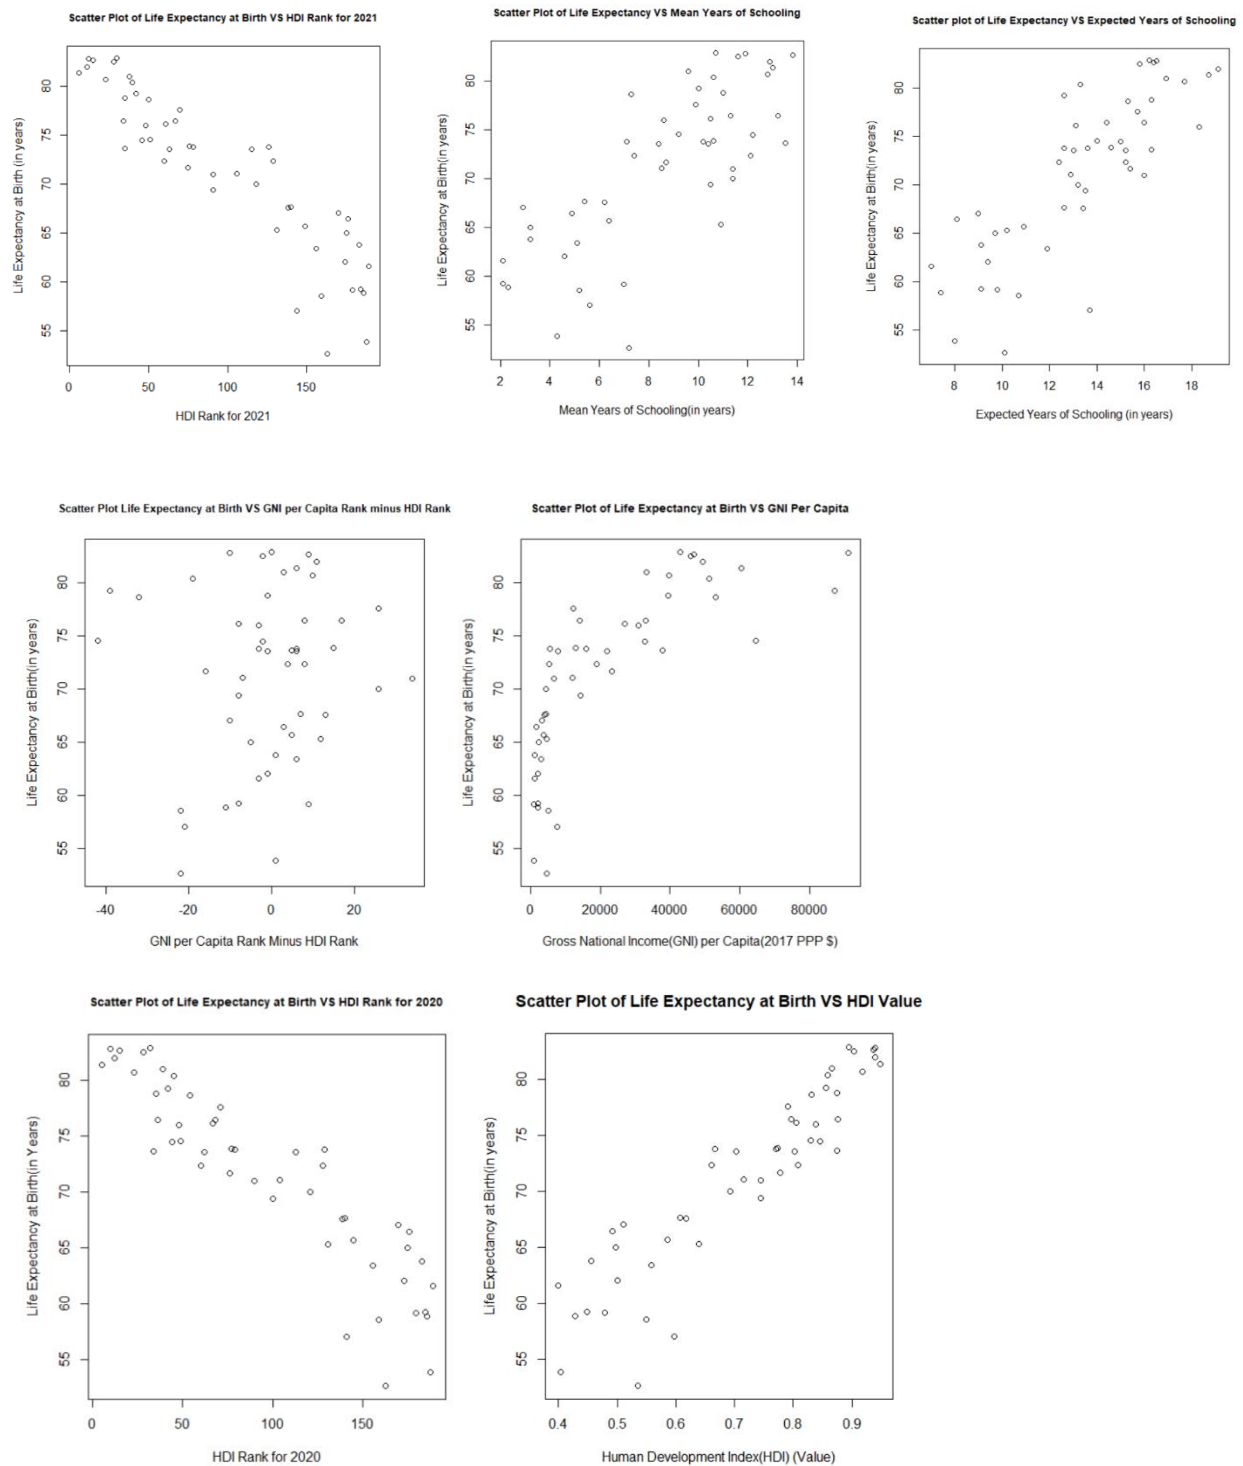 Scatter Plot of Life Expectancy at Birth VS HDI Rank for 2021
Life Expectancy at Birth (in years)
80
75
70
65
60
55
0 50 100 150
HDI Rank for 2021
Scatter Plot of Life Expectancy VS Mean Years of Schooling
Life Expectancy at Birth(in years)
80
75
70
65
60
55
2 4 6 8 10 12 14
Mean Years of Schooling(in years)
Scatter plot of Life Expectancy VS Expected Years of Schooling
Life Expectancy at Birth(in years)
80
75
70
65
60
55
8 10 12 14 16 18
Expected Years of Schooling (in years)
Scatter Plot Life Expectancy at Birth VS GNI per Capita Rank minus HDI Rank
Life Expectancy at Birth(in years)
80
75
70
65
60
55
-40 -20 0 20
GNI per Capita Rank Minus HDI Rank
Scatter Plot of Life Expectancy at Birth VS GNI Per Capita
Life Expectancy at Birth(in years)
80
75
70
65
60
55
0 20000 40000 60000 80000
Gross National Income(GNI) per Capita(2017 PPP $)
Scatter Plot of Life Expectancy at Birth VS HDI Rank for 2020
Life Expectancy at Birth(in Years)
80
75
70
65
60
55
0 50 100 150
HDI Rank for 2020
Scatter Plot of Life Expectancy at Birth VS HDI Value
Life Expectancy at Birth(in years)
80
75
70
65
60
55
0.4 0.5 0.6 0.7 0.8 0.9
Human Development Index(HDI) (Value)